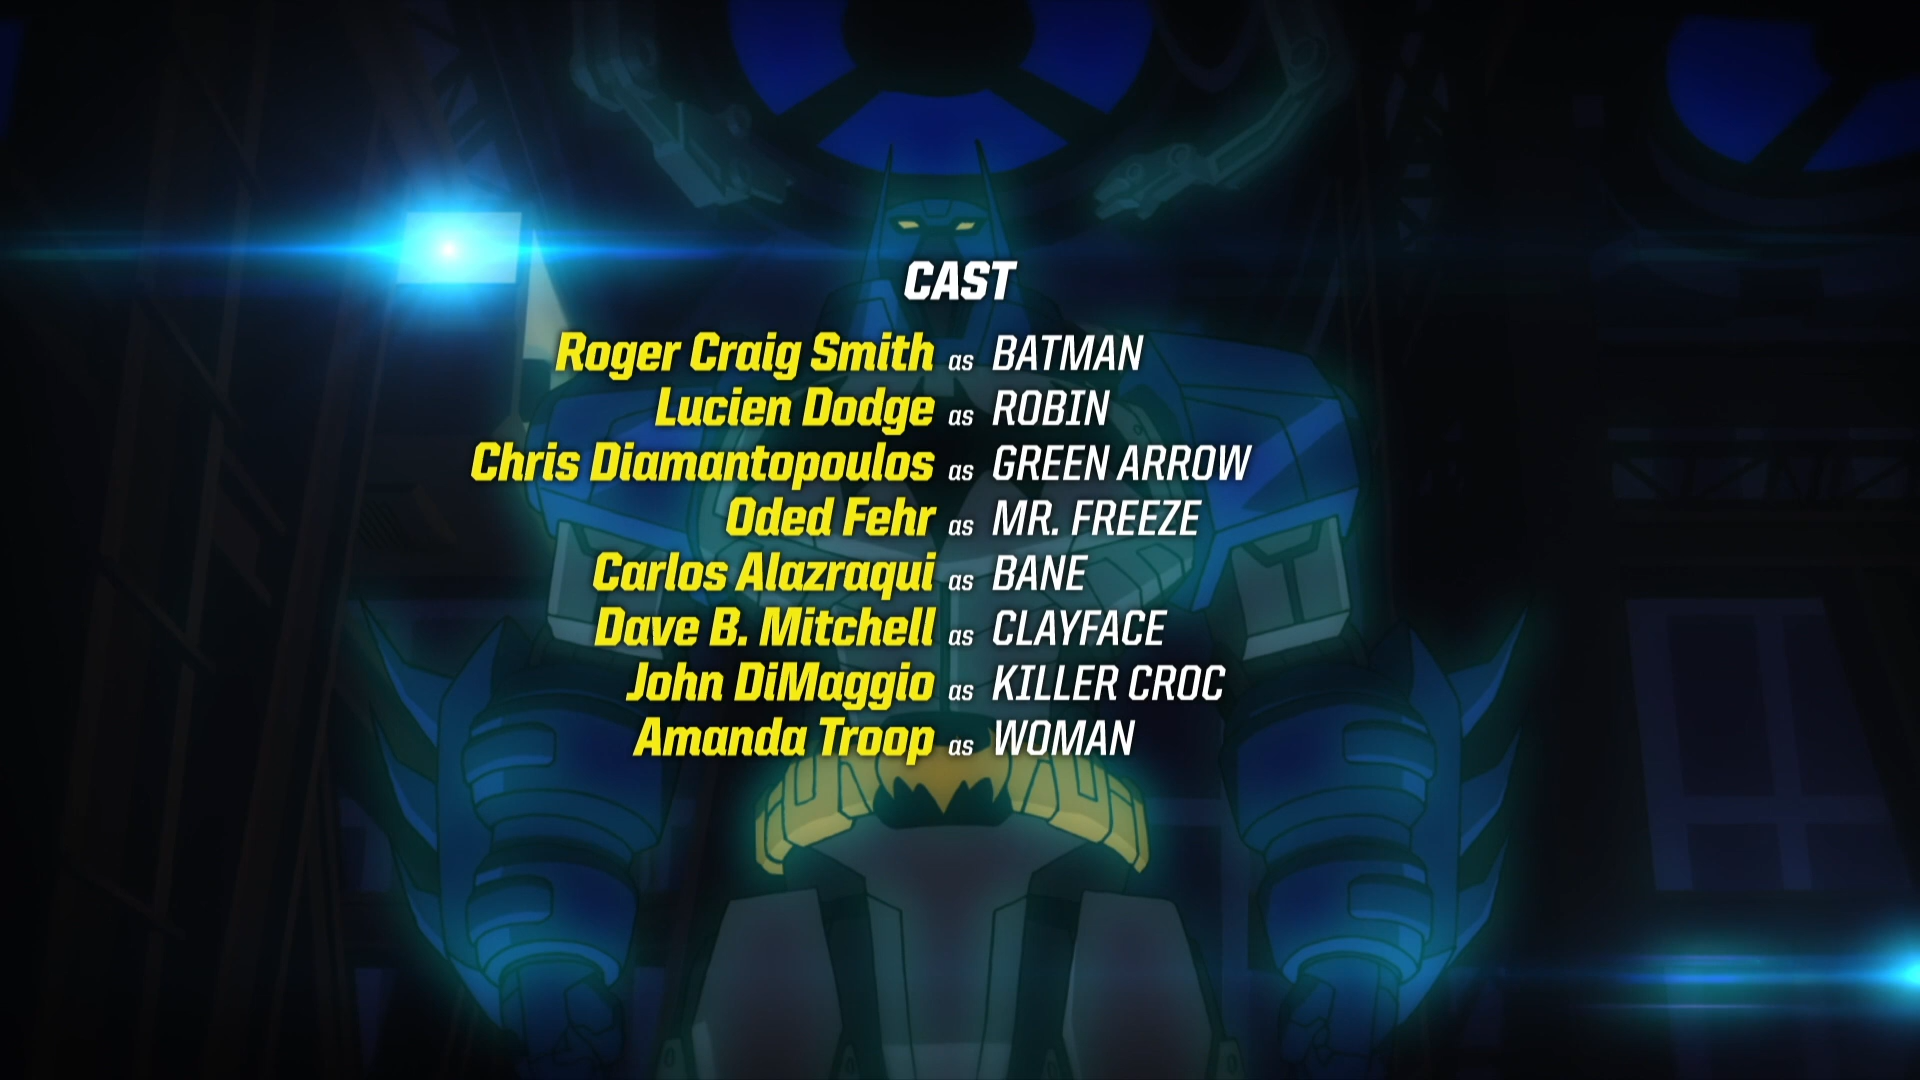 CAST
Roger Craig Smith as BATMAN
Lucien Dodge as ROBIN
Chris Diamantopoulos as GREEN ARROW
Oded Fehr as MR. FREEZE
Carlos Alazraqui as BANE
Dave B. Mitchell as CLAYFACE
John DiMaggio as KILLER CROC
Amanda Troop as WOMAN